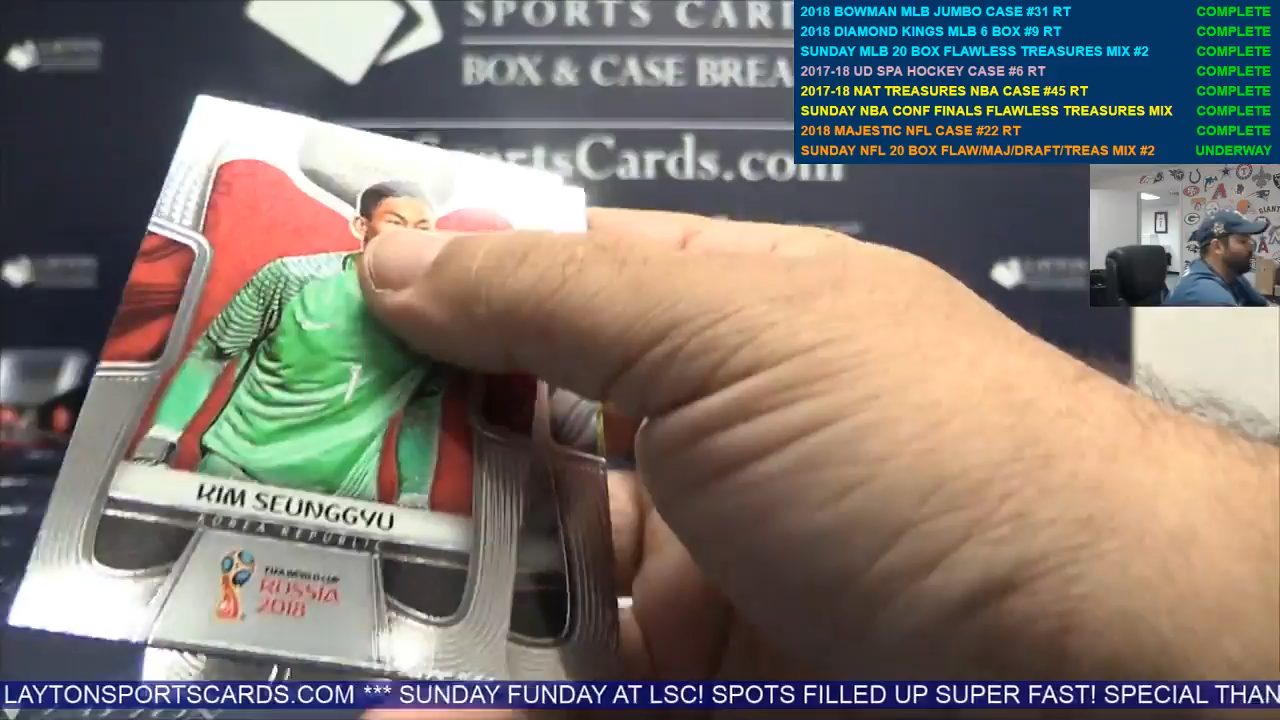 SPORTS CARD
BOX & CASE BREA
SportsCards.com
LAYTON
LAYTON
LAYTON
2018 BOWMAN MLB JUMBO CASE #31 RT COMPLETE
2018 DIAMOND KINGS MLB 6 BOX #9 RT COMPLETE
SUNDAY MLB 20 BOX FLAWLESS TREASURES MIX #2 COMPLETE
2017-18 UD SPA HOCKEY CASE #6 RT COMPLETE
2017-18 NAT TREASURES NBA CASE #45 RT COMPLETE
SUNDAY NBA CONF FINALS FLAWLESS TREASURES MIX COMPLETE
2018 MAJESTIC NFL CASE #22 RT COMPLETE
SUNDAY NFL 20 BOX FLAW/MAJ/DRAFT/TREAS MIX #2 UNDERWAY
1
KIM SEUNGGYU
KOREA REPUBLIC
FIFA WORLD CUP
RUSSIA
2018
LAYTONSPORTSCARDS.COM *** SUNDAY FUNDAY AT LSC! SPOTS FILLED UP SUPER FAST! SPECIAL THAN